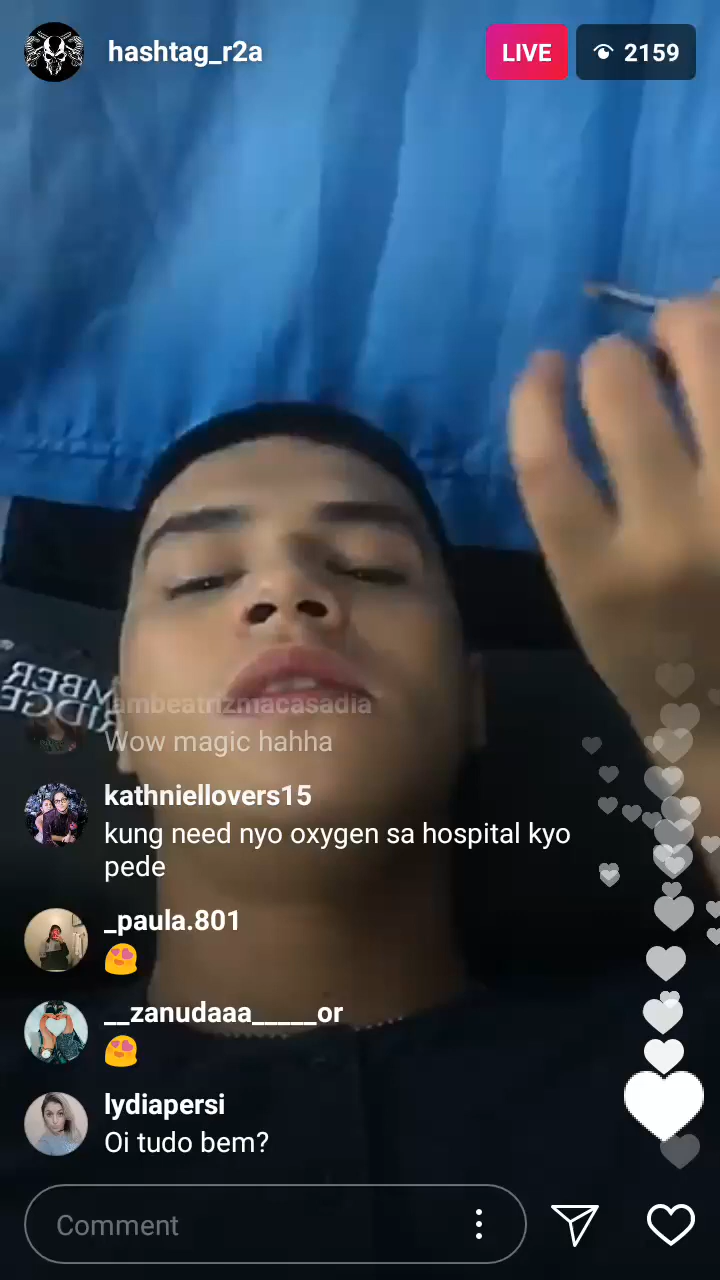 hashtag_r2a
LIVE
2159
iambeatrizmacasadia
Wow magic hahha
kathniellovers15
kung need nyo oxygen sa hospital kyo
pede
_paula.801
😍
__zanudaaa_____or
😍
lydiapersi
Oi tudo bem?
Comment